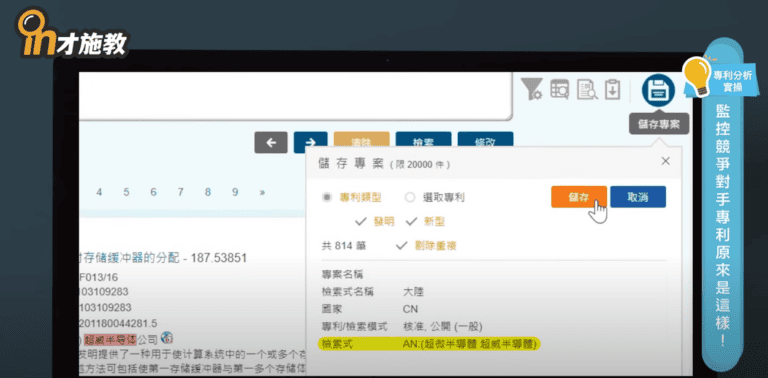 in才施教
專利分析
實操
監控競爭對手專利原來是這樣！
儲存專案
清除 檢索 修改
儲存專案 (限 20000 件)
專利類型 選取專利 儲存 取消
發明 新型
共 814 筆 剔除重複
專案名稱
檢索式名稱 大陸
國家 CN
專利/檢索模式 核准, 公開 (一般)
檢索式 AN:(超微半導體 超威半導體)
4 5 6 7 8 9 »
存储缓冲器的分配 - 187.53851
F013/16
103109283
103109283
201180044281.5
超威半导体公司
发明提供了一种用于使计算系统中的一个或多个存
方法可包括使第一存储缓冲器与第一多个存储体